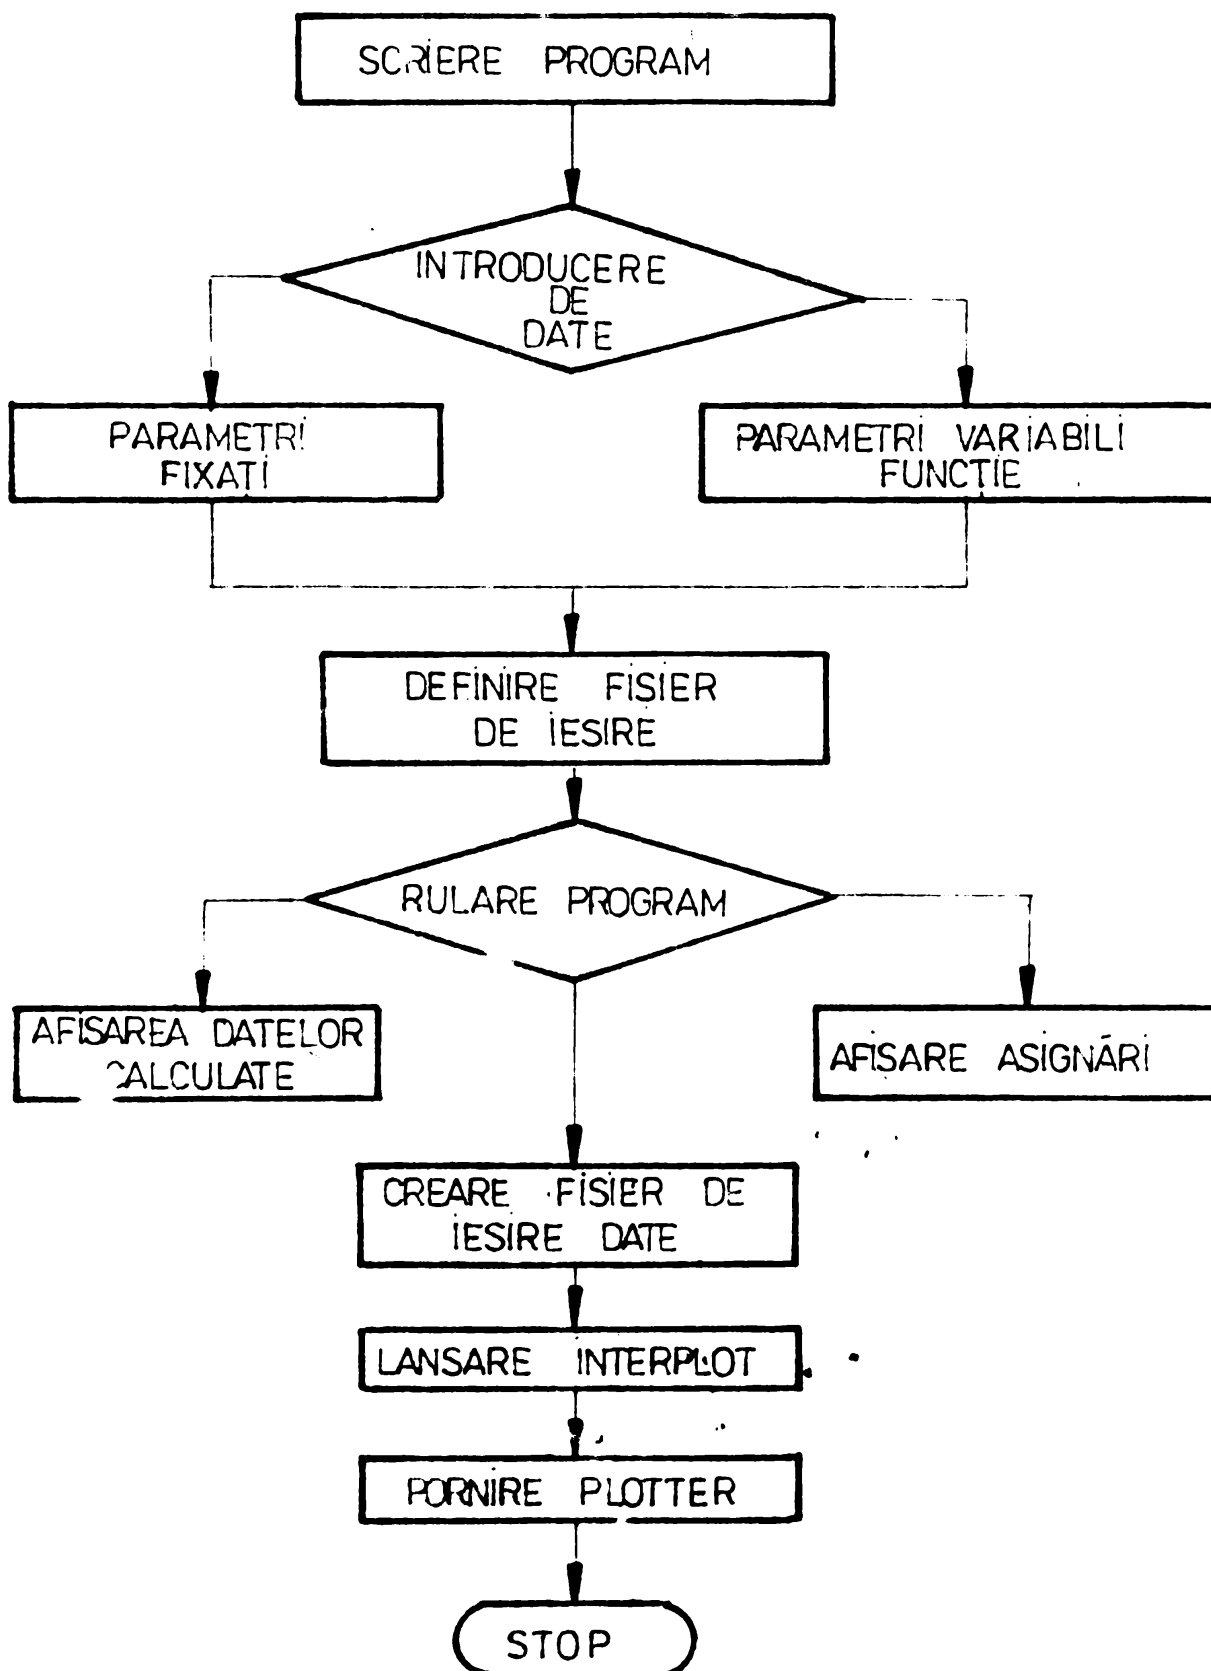 SCRIERE PROGRAM
INTRODUCERE
DE
DATE
PARAMETRI
FIXATI
PARAMETRI VARIABILI
FUNCTIE
DEFINIRE FISIER
DE IESIRE
RULARE PROGRAM
AFISAREA DATELOR
CALCULATE
AFISARE ASIGNĂRI
CREARE FISIER DE
IESIRE DATE
LANSARE INTERPLOT
PORNIRE PLOTTER
STOP